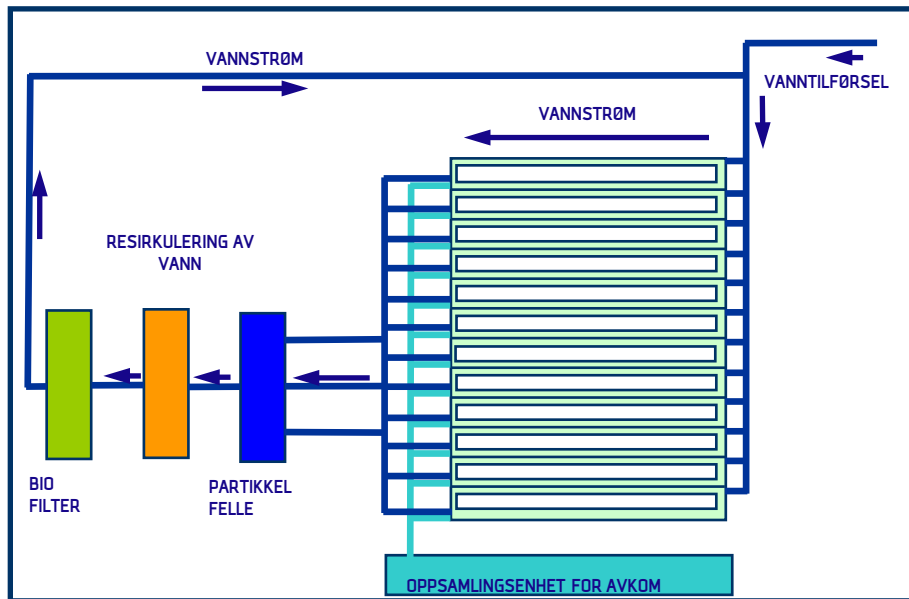 VANNSTRØM
VANNTILFØRSEL
VANNSTRØM
RESIRKULERING AV
VANN
BIO
FILTER
PARTIKKEL
FELLE
OPPSAMLINGSENHET FOR AVKOM